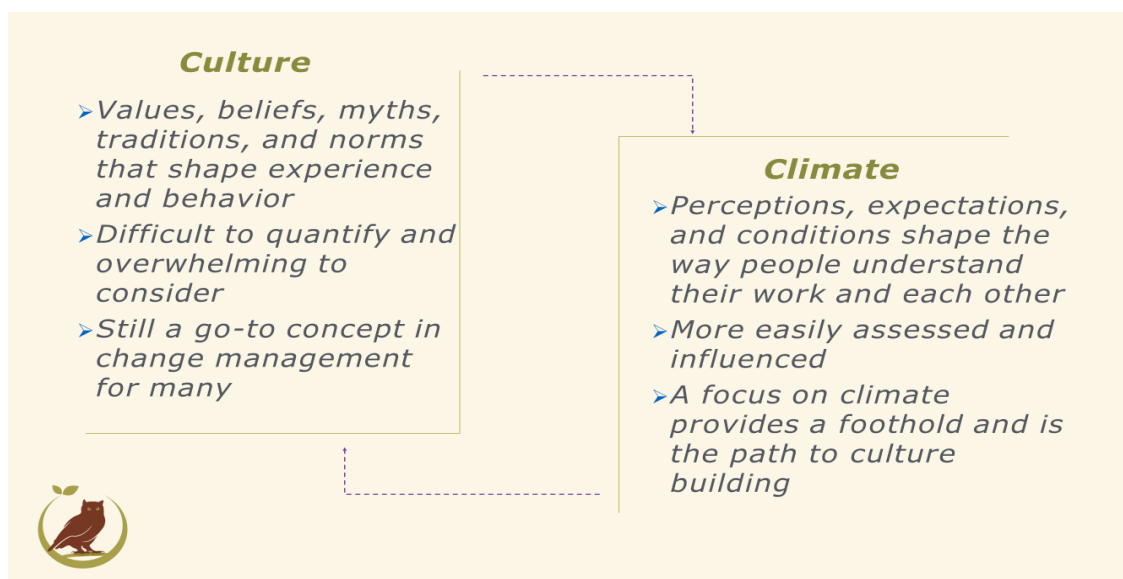 Culture
➢Values, beliefs, myths,
traditions, and norms
that shape experience
and behavior
➢Difficult to quantify and
overwhelming to
consider
➢Still a go-to concept in
change management
for many
Climate
➢Perceptions, expectations,
and conditions shape the
way people understand
their work and each other
➢More easily assessed and
influenced
➢A focus on climate
provides a foothold and is
the path to culture
building